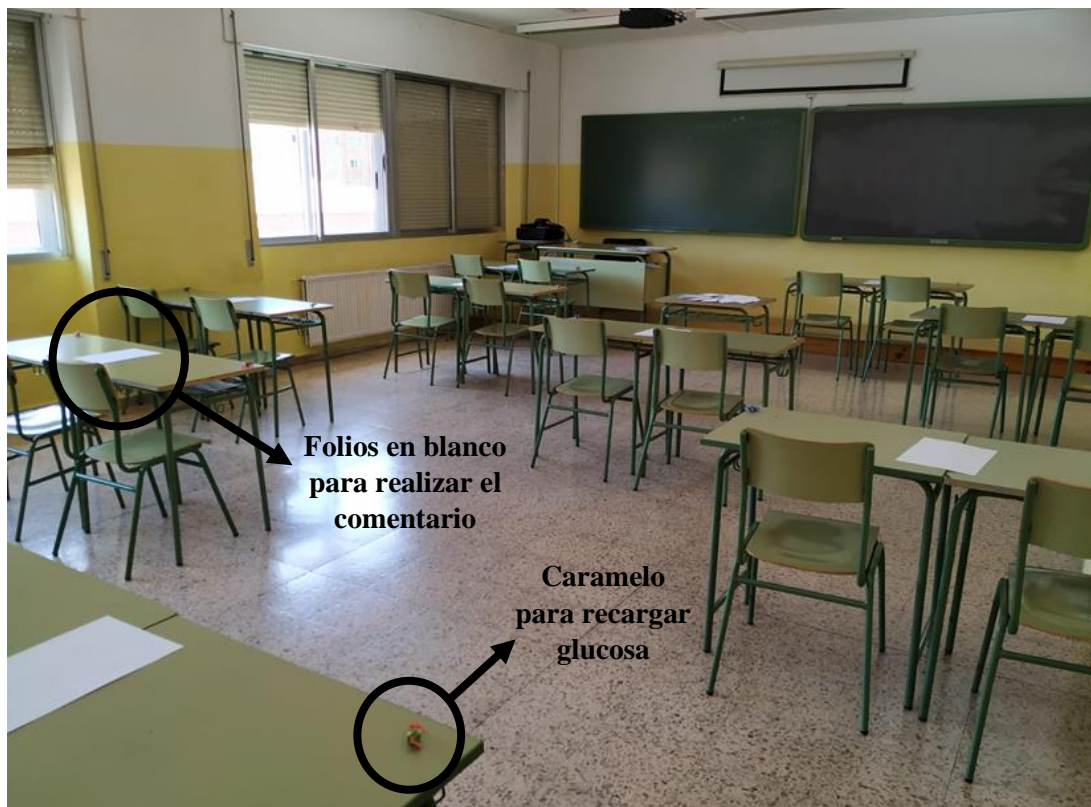 Folios en blanco
para realizar el
comentario
Caramelo
para recargar
glucosa